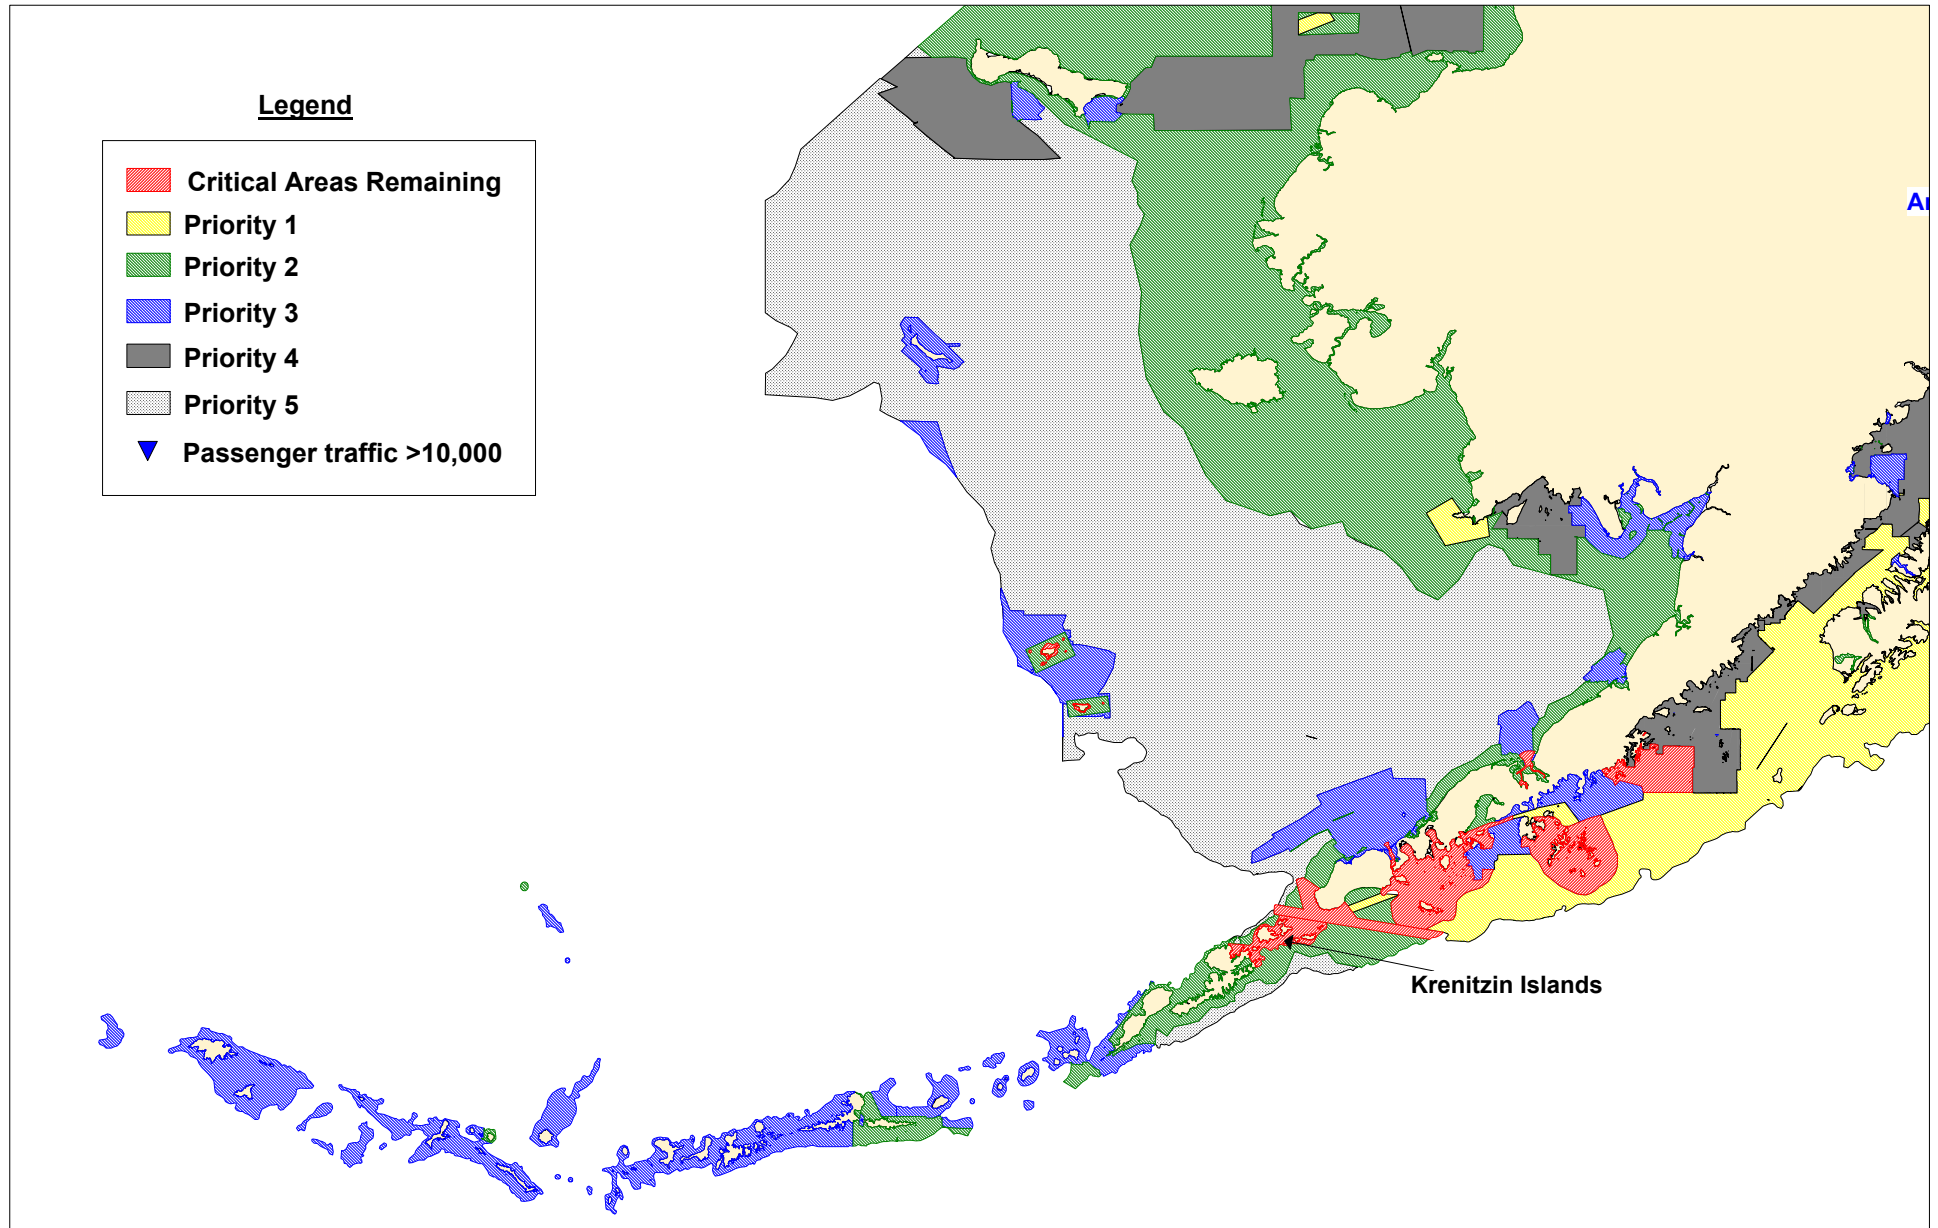 Legend
Critical Areas Remaining
Priority 1
Priority 2
Priority 3
Priority 4
Priority 5
Passenger traffic >10,000
Krenitzin Islands